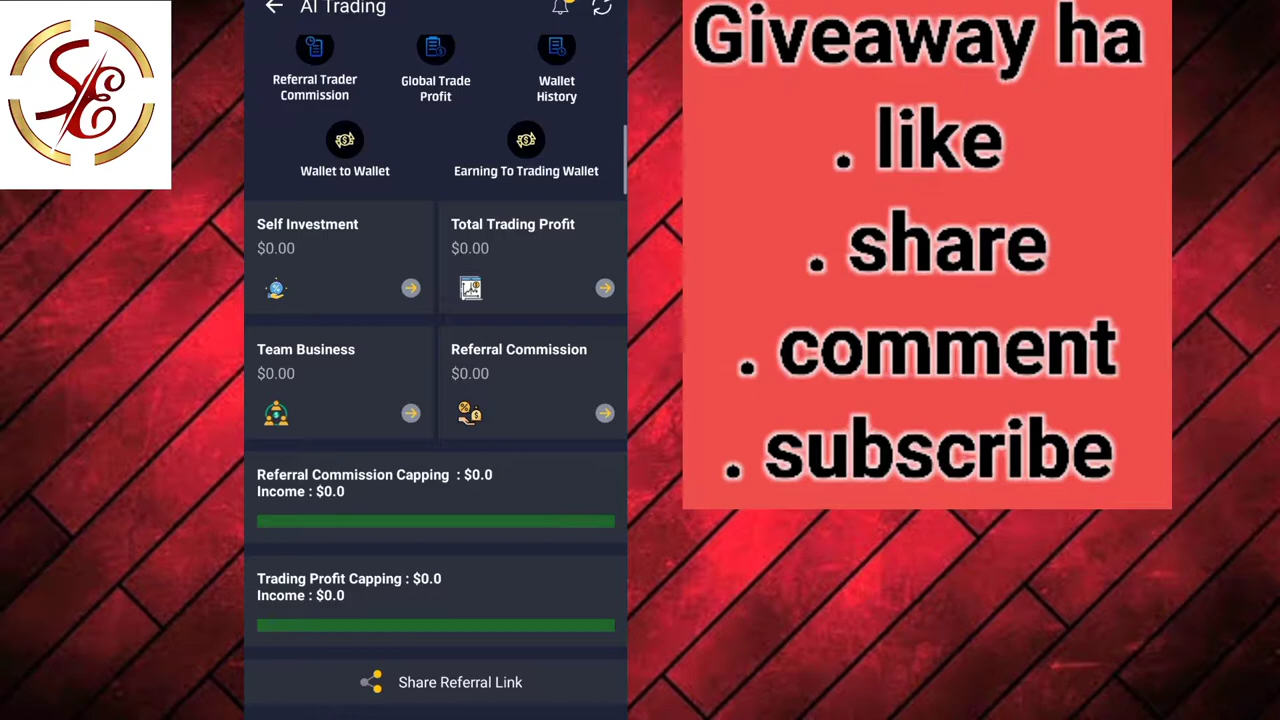 SE
AI Trading
Referral Trader
Commission
Global Trade
Profit
Wallet
History
Wallet to Wallet
Earning To Trading Wallet
Self Investment
$0.00
Total Trading Profit
$0.00
Team Business
$0.00
Referral Commission
$0.00
Referral Commission Capping : $0.0
Income : $0.0
Trading Profit Capping : $0.0
Income : $0.0
Share Referral Link
Giveaway ha
. like
. share
. comment
. subscribe